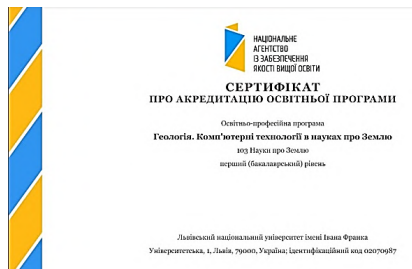 НАЦІОНАЛЬНЕ
АГЕНТСТВО
ІЗ ЗАБЕЗПЕЧЕННЯ
ЯКОСТІ ВИЩОЇ ОСВІТИ
СЕРТИФІКАТ
ПРО АКРЕДИТАЦІЮ ОСВІТНЬОЇ ПРОГРАМИ
Освітньо-професійна програма
Геологія. Комп'ютерні технології в науках про Землю
103 Науки про Землю
перший (бакалаврський) рівень
Львівський національний університет імені Івана Франка
Університетська, 1, Львів, 79000, Україна; ідентифікаційний код 02070987